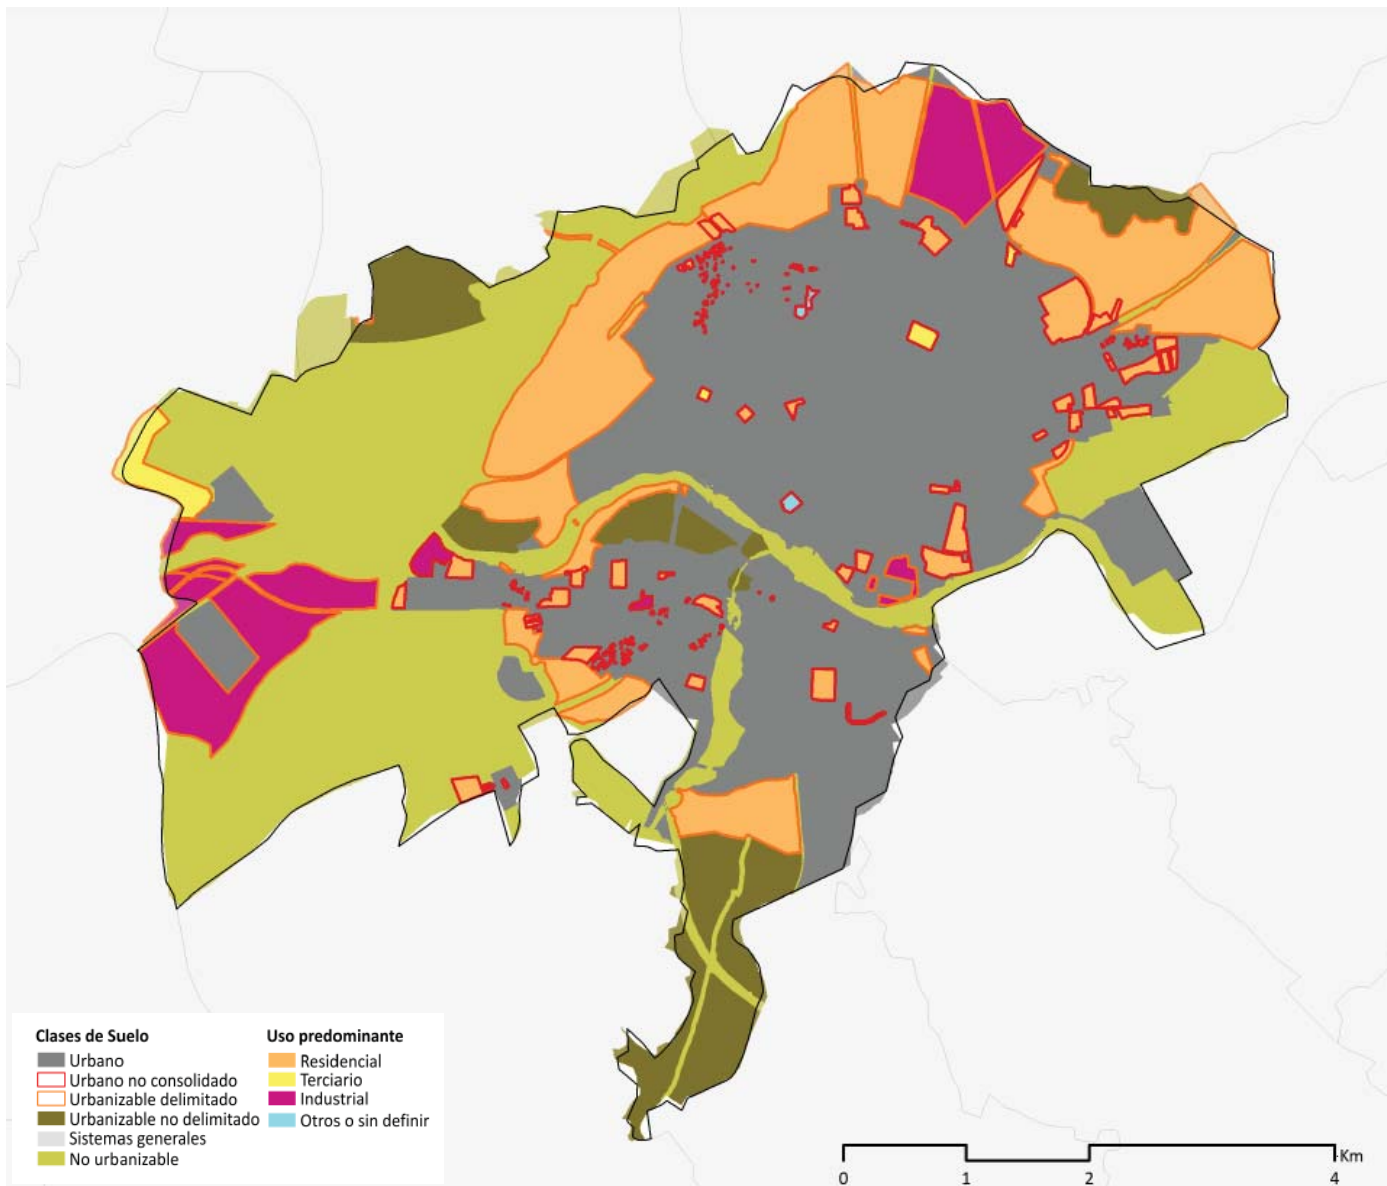 Clases de Suelo
Urbano
Urbano no consolidado
Urbanizable delimitado
Urbanizable no delimitado
Sistemas generales
No urbanizable
Uso predominante
Residencial
Terciario
Industrial
Otros o sin definir
Km
0 1 2 4